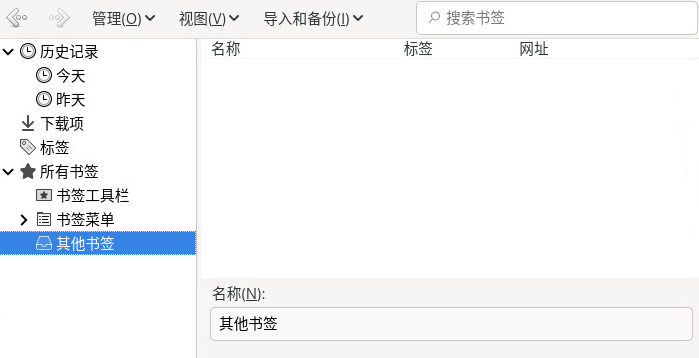 管理(O) 视图(V) 导入和备份(I) 搜索书签
历史记录
今天
昨天
下载项
标签
所有书签
书签工具栏
书签菜单
其他书签
名称 标签 网址
名称(N):
其他书签